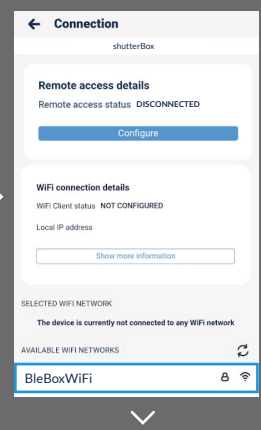 Connection
shutterBox
Remote access details
Remote access status DISCONNECTED
Configure
WiFi connection details
WiFi Client status NOT CONFIGURED
Local IP address
Show more information
SELECTED WIFI NETWORK
The device is currently not connected to any WiFi network
AVAILABLE WIFI NETWORKS
BleBoxWiFi